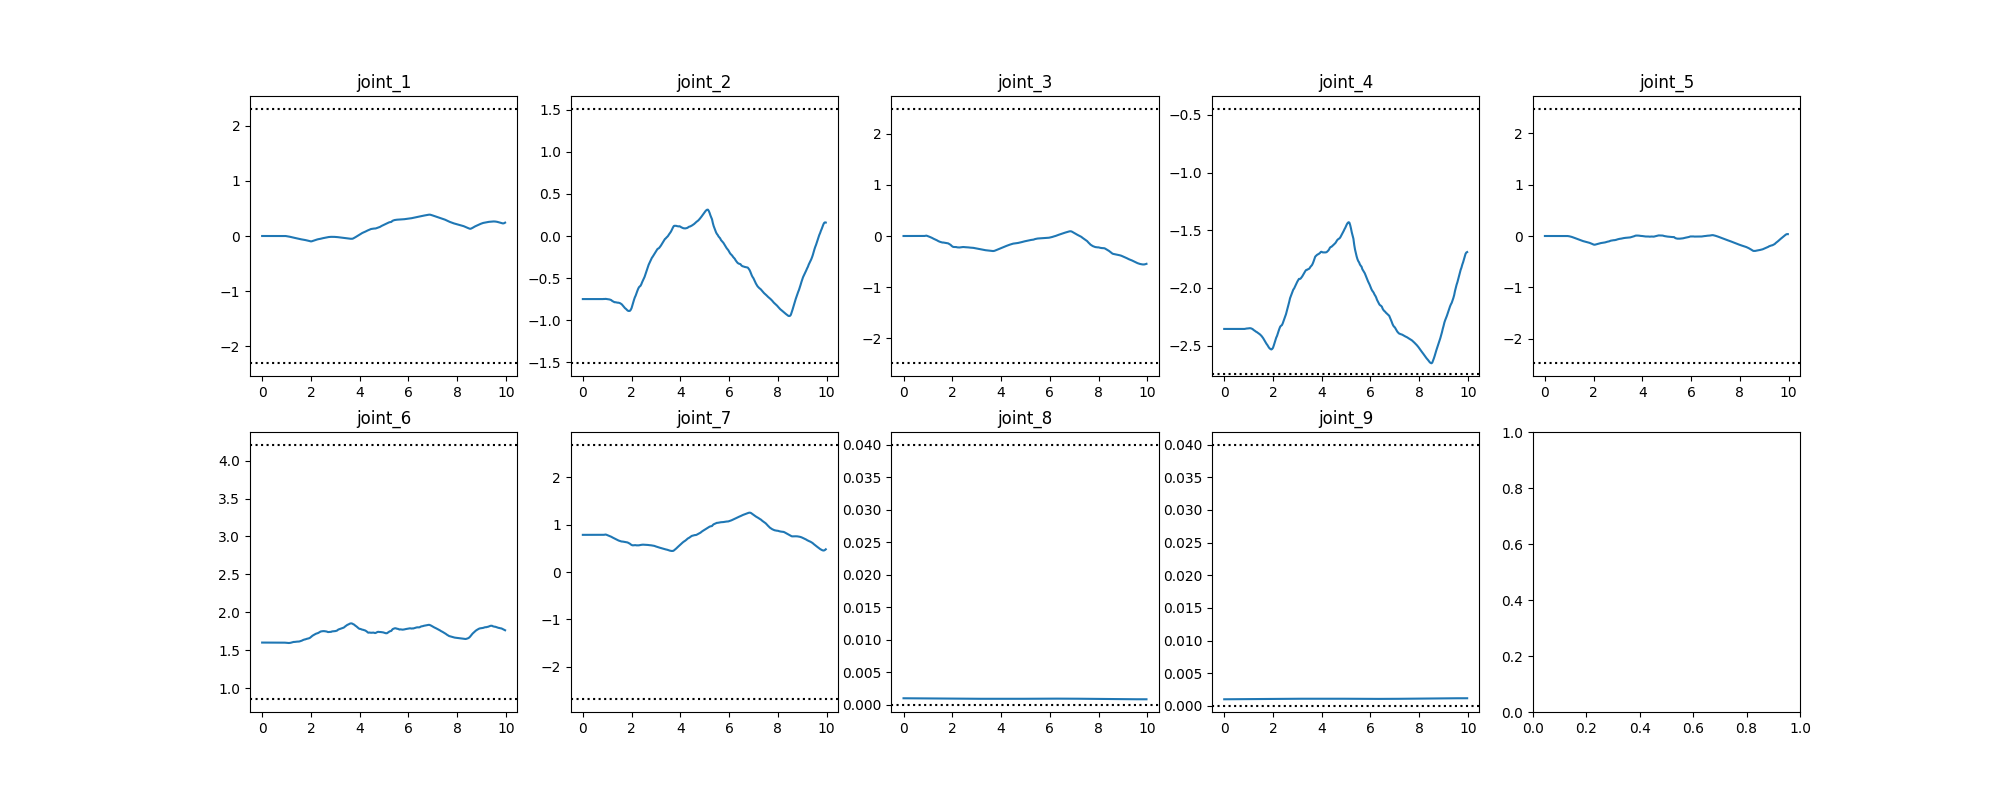 joint_1 joint_2 joint_3 joint_4 joint_5
2 1 0 −1 −2
1.5 1.0 0.5 0.0 −0.5 −1.0 −1.5
2 1 0 −1 −2
−0.5 −1.0 −1.5 −2.0 −2.5
2 1 0 −1 −2
0 2 4 6 8 10 0 2 4 6 8 10 0 2 4 6 8 10 0 2 4 6 8 10 0 2 4 6 8 10
joint_6 joint_7 joint_8 joint_9
4.0 3.5 3.0 2.5 2.0 1.5 1.0
2 1 0 −1 −2
0.040 0.035 0.030 0.025 0.020 0.015 0.010 0.005 0.000
0.040 0.035 0.030 0.025 0.020 0.015 0.010 0.005 0.000
1.0 0.8 0.6 0.4 0.2 0.0
0 2 4 6 8 10 0 2 4 6 8 10 0 2 4 6 8 10 0 2 4 6 8 10 0.0 0.2 0.4 0.6 0.8 1.0